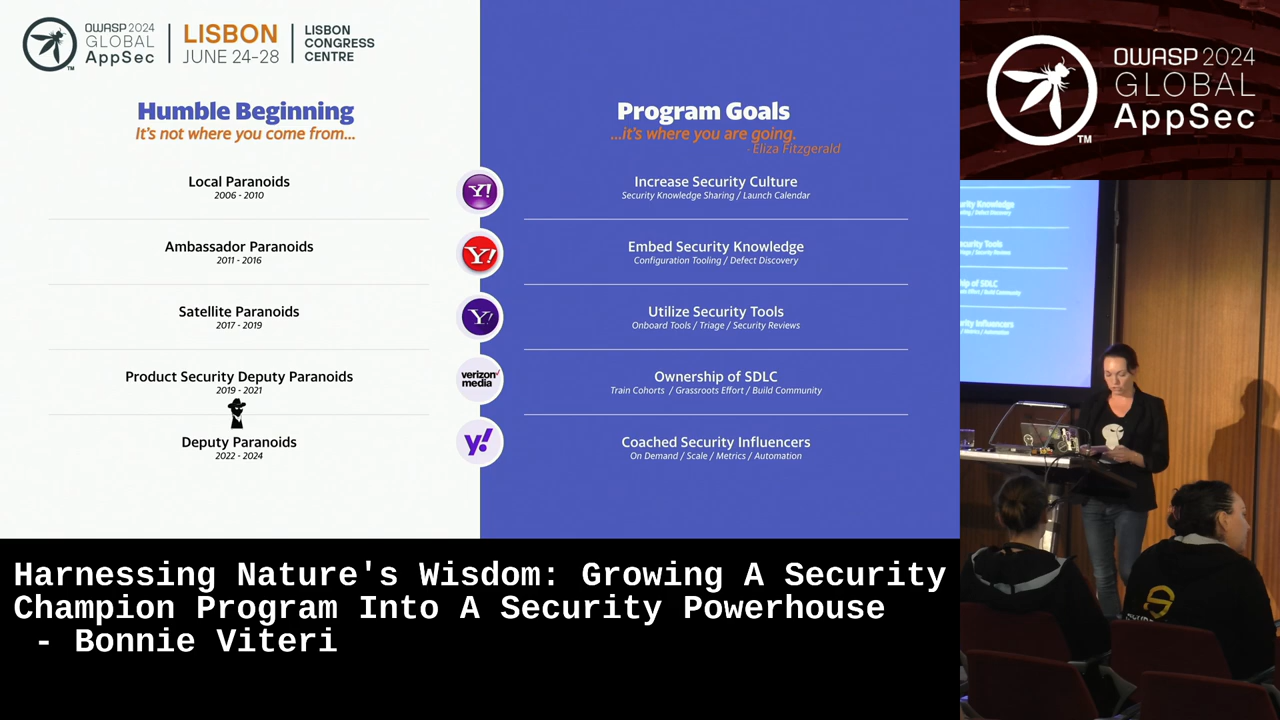 OWASP 2024
GLOBAL
AppSec
TM
LISBON
JUNE 24-28
LISBON
CONGRESS
CENTRE
Humble Beginning
It's not where you come from...
Local Paranoids
2006 - 2010
Ambassador Paranoids
2011 - 2016
Satellite Paranoids
2017 - 2019
Product Security Deputy Paranoids
2019 - 2021
Deputy Paranoids
2022 - 2024
Y!
Y!
Y!
verizon
media
y!
Program Goals
...it's where you are going.
- Eliza Fitzgerald
Increase Security Culture
Security Knowledge Sharing / Launch Calendar
Embed Security Knowledge
Configuration Tooling / Defect Discovery
Utilize Security Tools
Onboard Tools / Triage / Security Reviews
Ownership of SDLC
Train Cohorts / Grassroots Effort / Build Community
Coached Security Influencers
On Demand / Scale / Metrics / Automation
OWASP 2024
GLOBAL
AppSec
TM
Harnessing Nature's Wisdom: Growing A Security
Champion Program Into A Security Powerhouse
- Bonnie Viteri